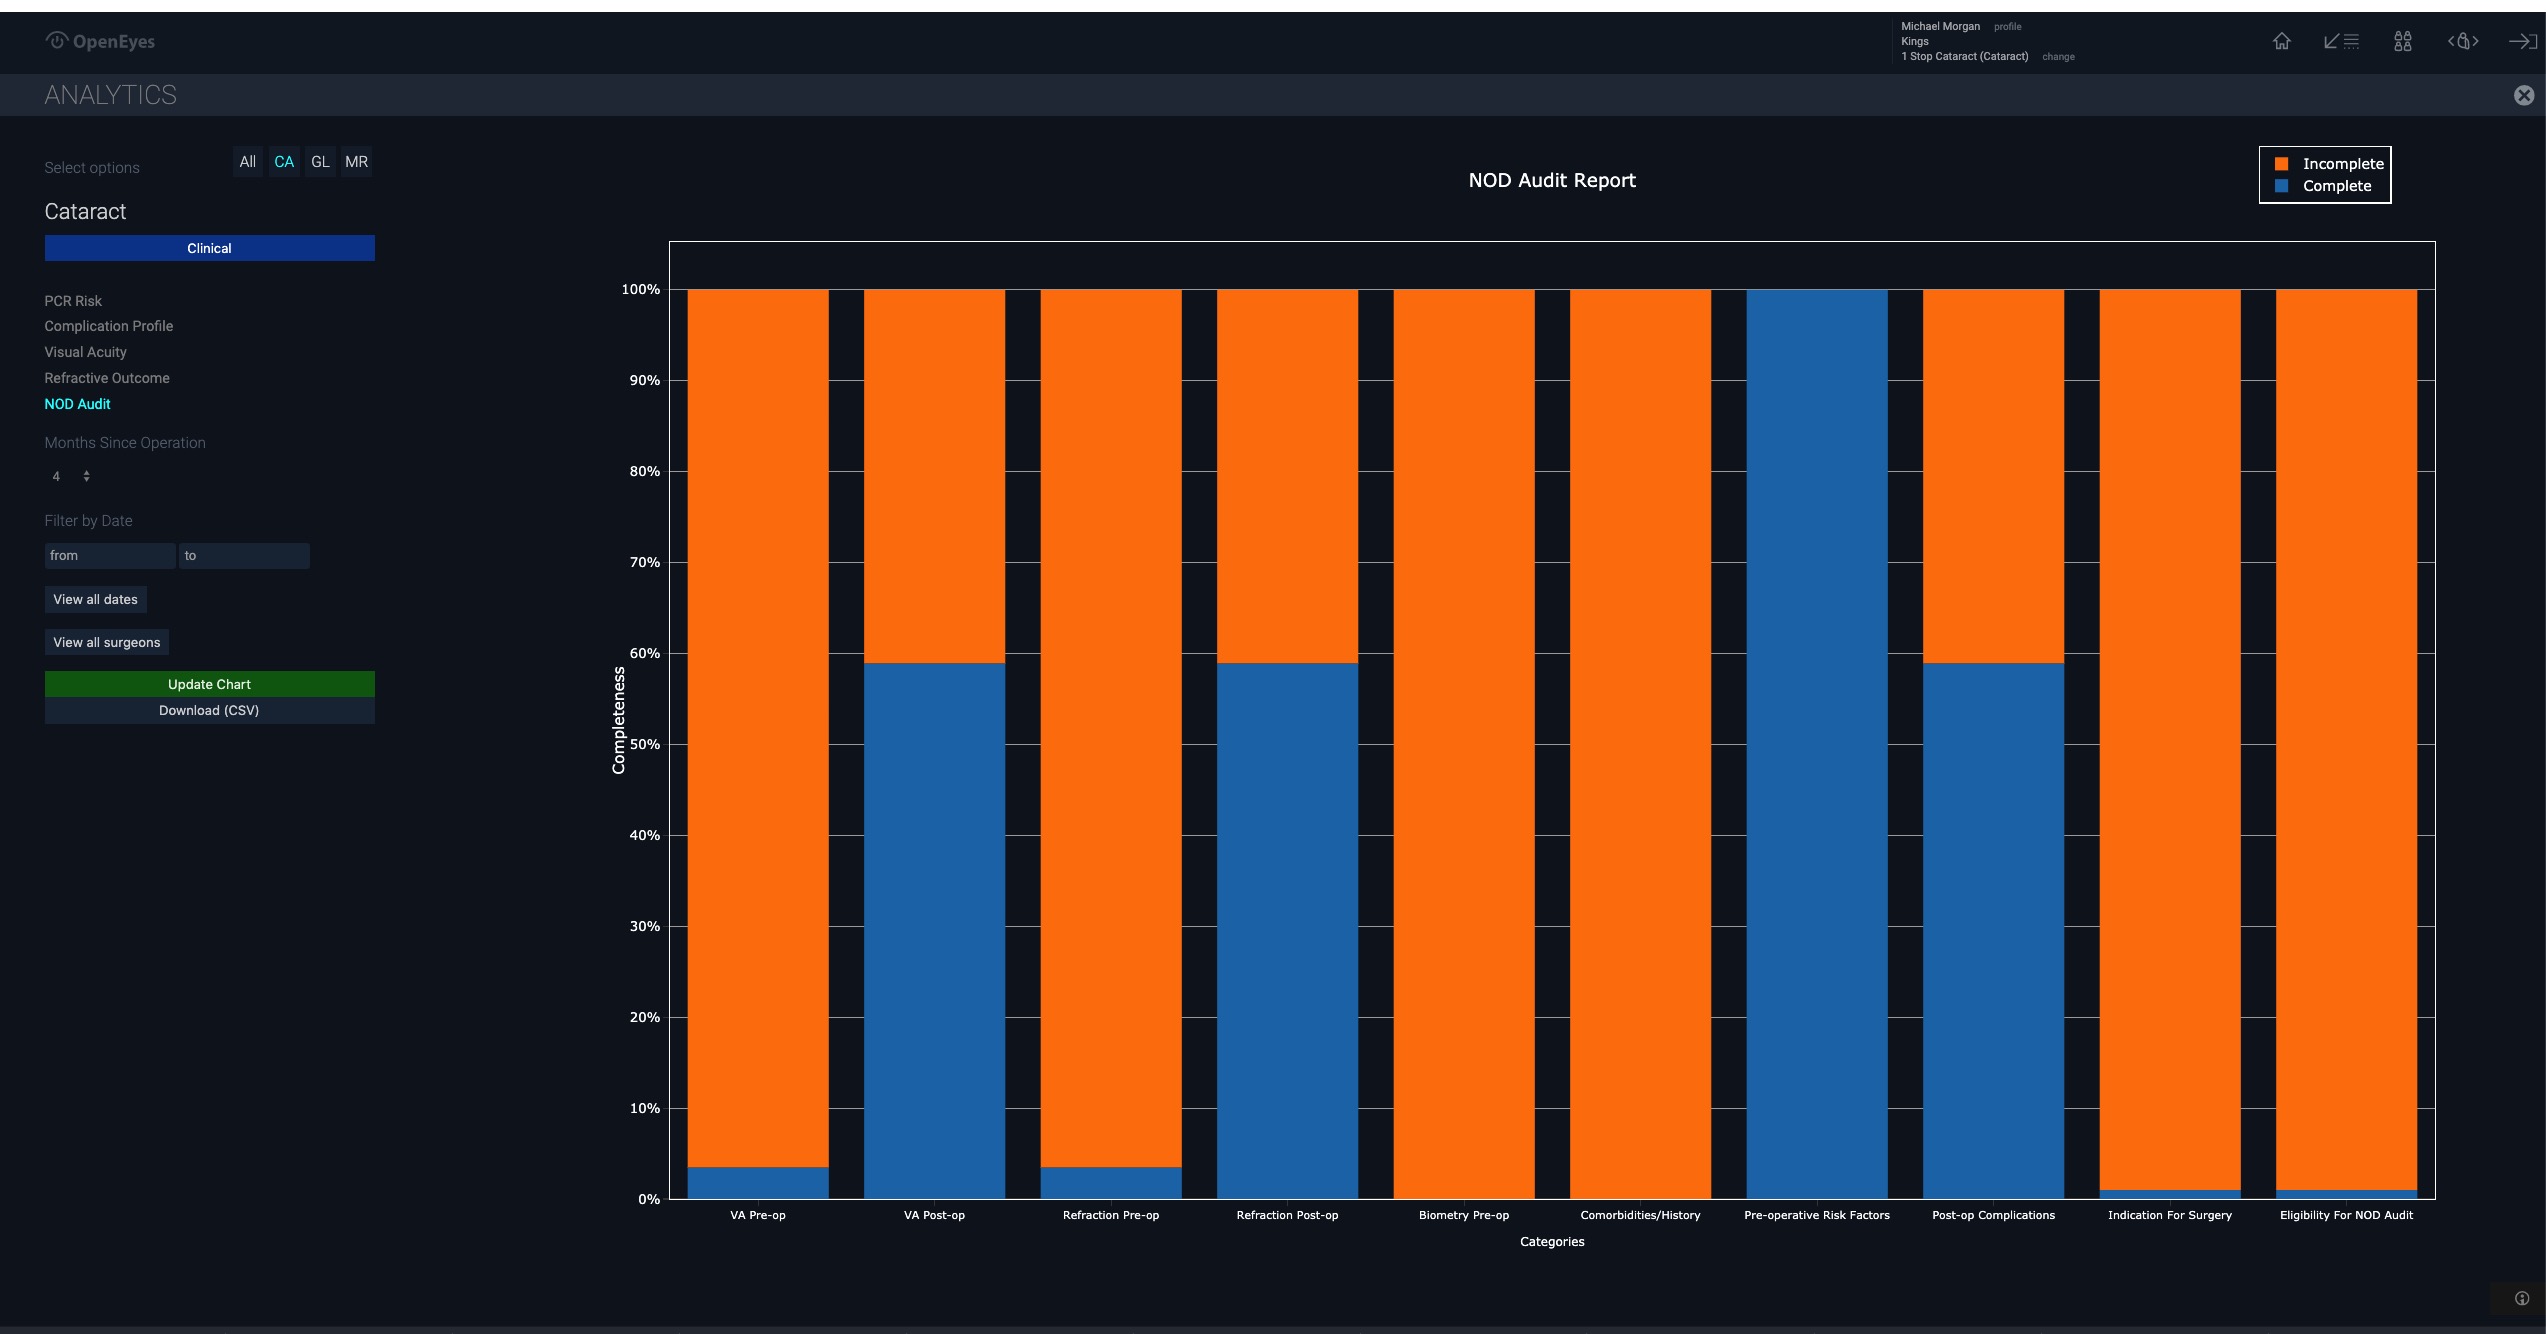 OpenEyes
Michael Morgan profile
Kings
1 Stop Cataract (Cataract) change
ANALYTICS
Select options
All CA GL MR
Cataract
Clinical
PCR Risk
Complication Profile
Visual Acuity
Refractive Outcome
NOD Audit
Months Since Operation
4
Filter by Date
from to
View all dates
View all surgeons
Update Chart
Download (CSV)
NOD Audit Report
Incomplete
Complete
Completeness
100%
90%
80%
70%
60%
50%
40%
30%
20%
10%
0%
VA Pre-op VA Post-op Refraction Pre-op Refraction Post-op Biometry Pre-op Comorbidities/History Pre-operative Risk Factors Post-op Complications Indication For Surgery Eligibility For NOD Audit
Categories